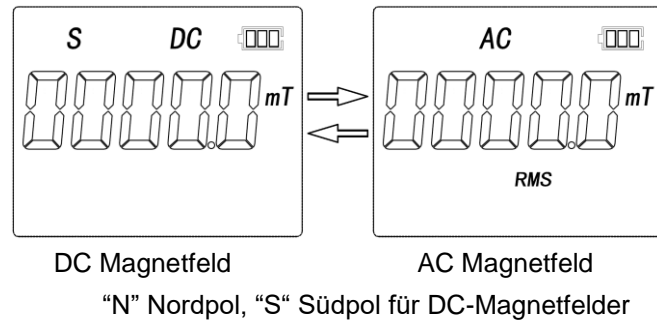 S DC AC
0000.0 mT 0000.0 mT
RMS
DC Magnetfeld AC Magnetfeld
“N” Nordpol, “S“ Südpol für DC-Magnetfelder